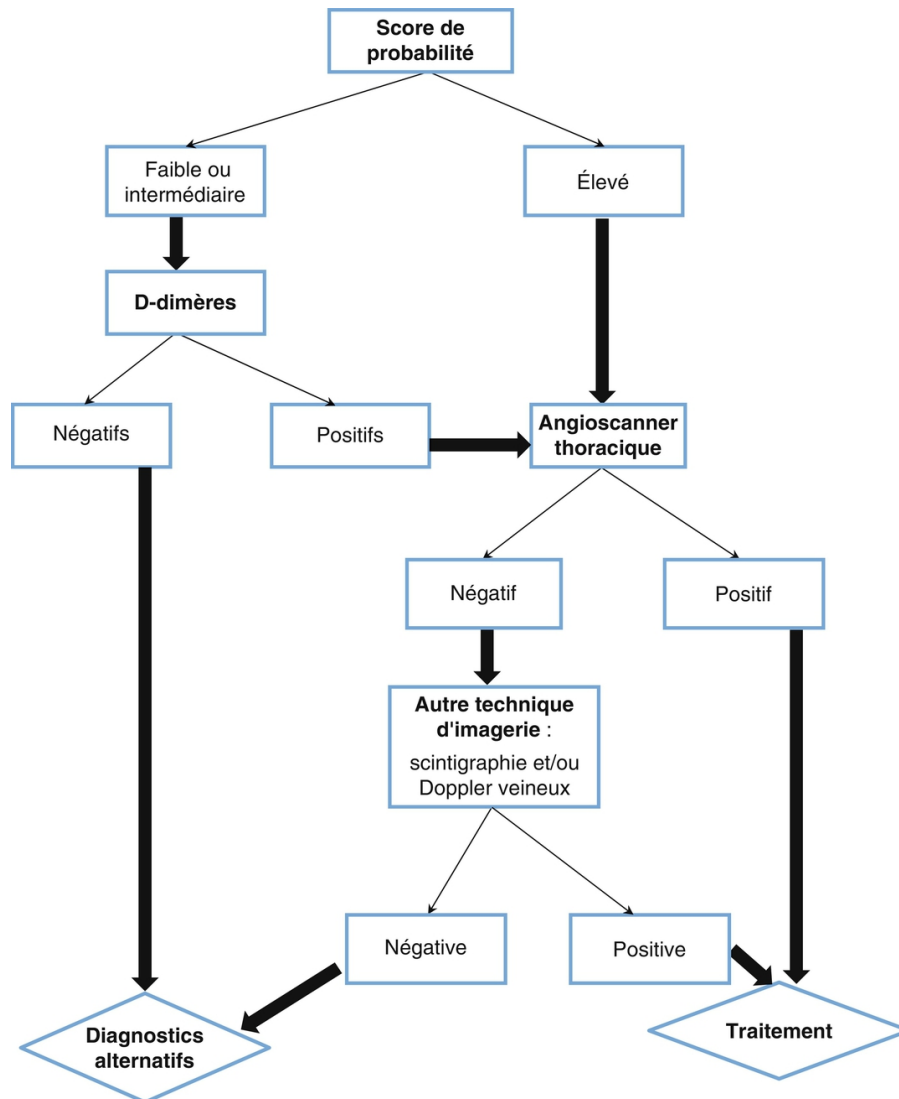 Score de
probabilité
Faible ou
intermédiaire
Élevé
D-dimères
Négatifs
Positifs
Angioscanner
thoracique
Négatif
Positif
Autre technique
d'imagerie :
scintigraphie et/ou
Doppler veineux
Négative
Positive
Diagnostics
alternatifs
Traitement